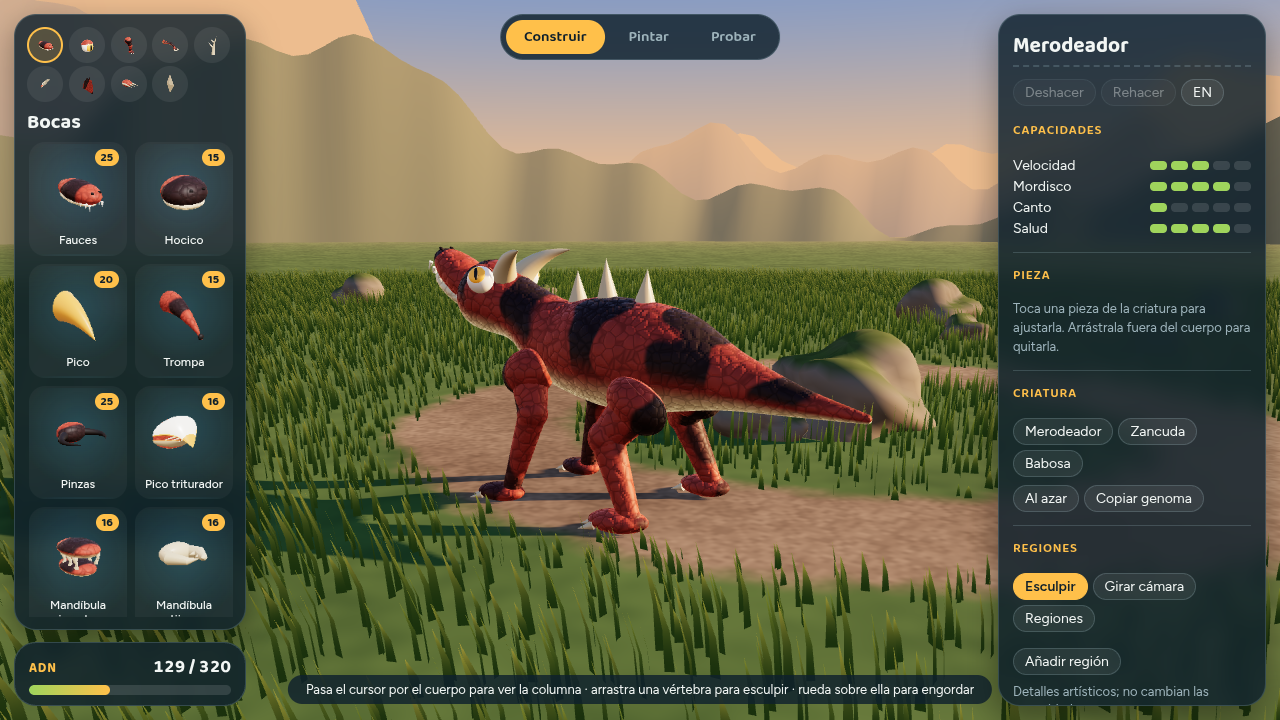 Construir
Pintar
Probar
Bocas
25
Fauces
15
Hocico
20
Pico
15
Trompa
25
Pinzas
16
Pico triturador
16
Mandíbula
16
Mandíbula
ADN
129 / 320
Pasa el cursor por el cuerpo para ver la columna · arrastra una vértebra para esculpir · rueda sobre ella para engordar
Merodeador
Deshacer
Rehacer
EN
CAPACIDADES
Velocidad
Mordisco
Canto
Salud
PIEZA
Toca una pieza de la criatura para
ajustarla. Arrástrala fuera del cuerpo para
quitarla.
CRIATURA
Merodeador
Zancuda
Babosa
Al azar
Copiar genoma
REGIONES
Esculpir
Girar cámara
Regiones
Añadir región
Detalles artísticos; no cambian las